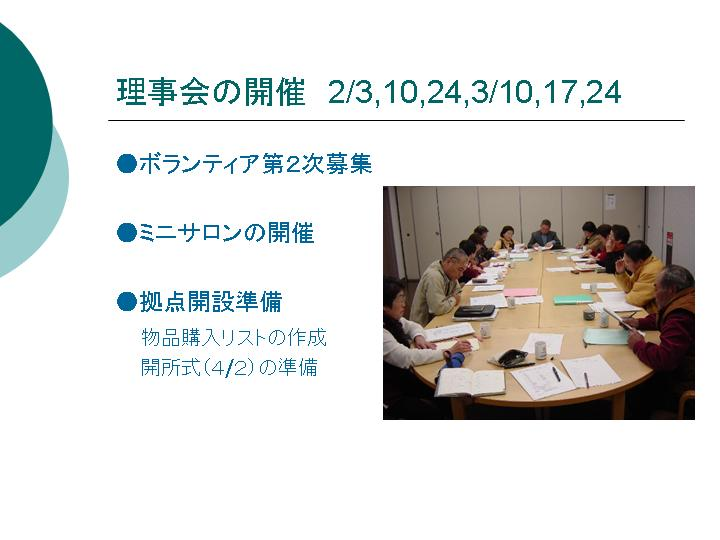 理事会の開催　2/3,10,24,3/10,17,24
●ボランティア第２次募集
●ミニサロンの開催
●拠点開設準備
物品購入リストの作成
開所式（４/２）の準備